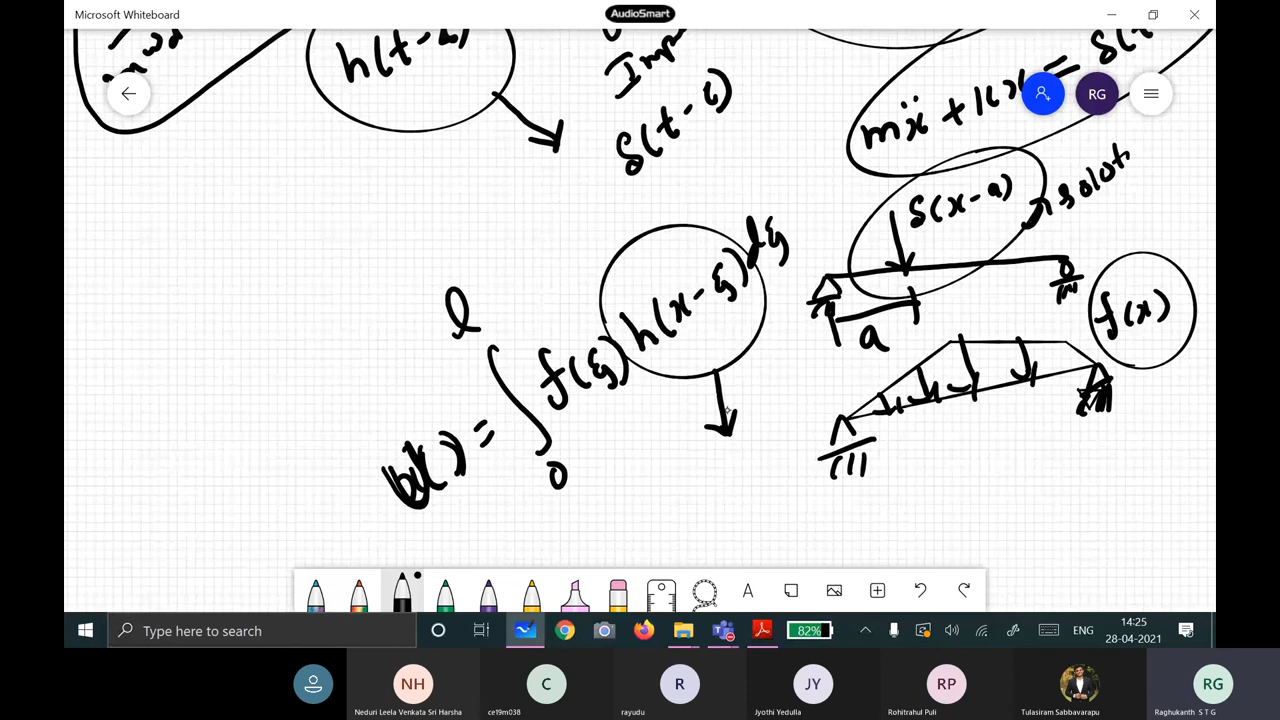 Microsoft Whiteboard
AudioSmart
h(t-
δ(t-τ)
mẍ + kx = δ(t
RG
δ(x-a)
a
f(x)
l
∫ f(ξ) h(x-ξ) dξ
0
=
A
Type here to search
82%
ENG
14:25
28-04-2021
NH
C
R
JY
RP
RG
Neduri Leela Venkata Sri Harsha
ce19m038
rayudu
Jyothi Yedulla
Rohitrahul Puli
Tulasiram Sabbavarapu
Raghukanth S T G